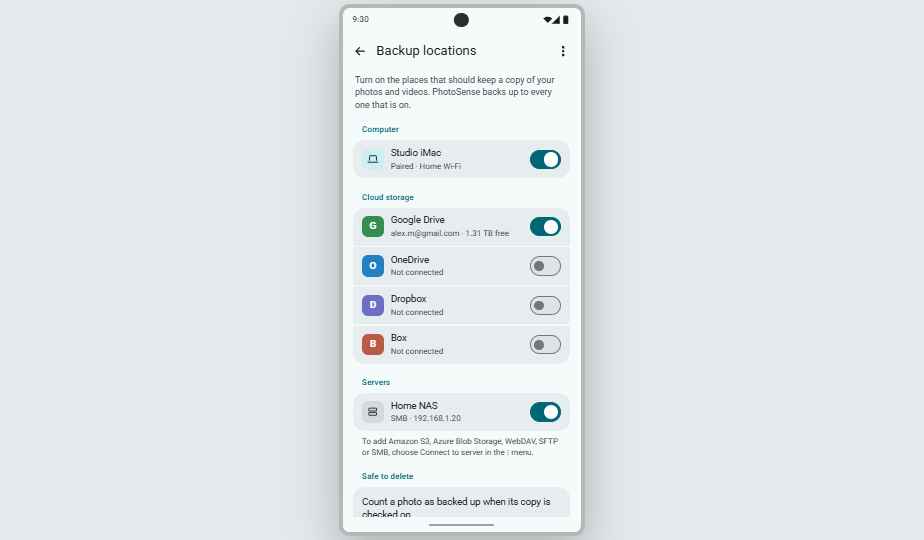 9:30
Backup locations
Turn on the places that should keep a copy of your
photos and videos. PhotoSense backs up to every
one that is on.
Computer
Studio iMac
Paired · Home Wi-Fi
Cloud storage
G
Google Drive
alex.m@gmail.com · 1.31 TB free
O
OneDrive
Not connected
D
Dropbox
Not connected
B
Box
Not connected
Servers
Home NAS
SMB · 192.168.1.20
To add Amazon S3, Azure Blob Storage, WebDAV, SFTP
or SMB, choose Connect to server in the ⋮ menu.
Safe to delete
Count a photo as backed up when its copy is
checked on